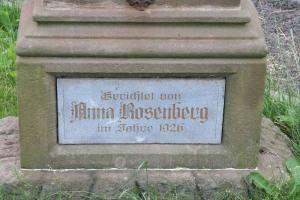 Errichtet von
Anna Rosenberg
im Jahre 1926